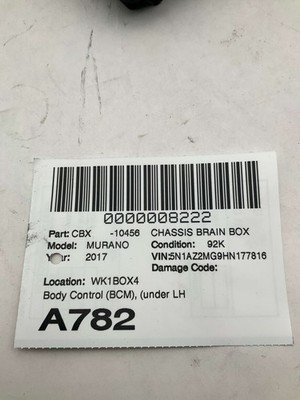 0000008222
Part: CBX -10456 CHASSIS BRAIN BOX
Model: MURANO Condition: 92K
Year: 2017 VIN:5N1AZ2MG9HN177816
Damage Code:
Location: WK1BOX4
Body Control (BCM), (under LH
A782